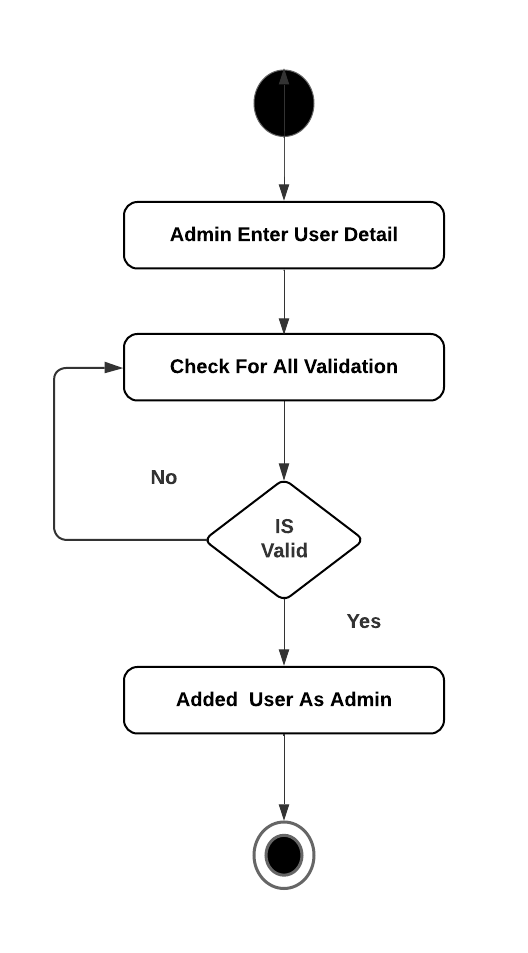 Admin Enter User Detail
Check For All Validation
No
IS
Valid
Yes
Added  User As Admin